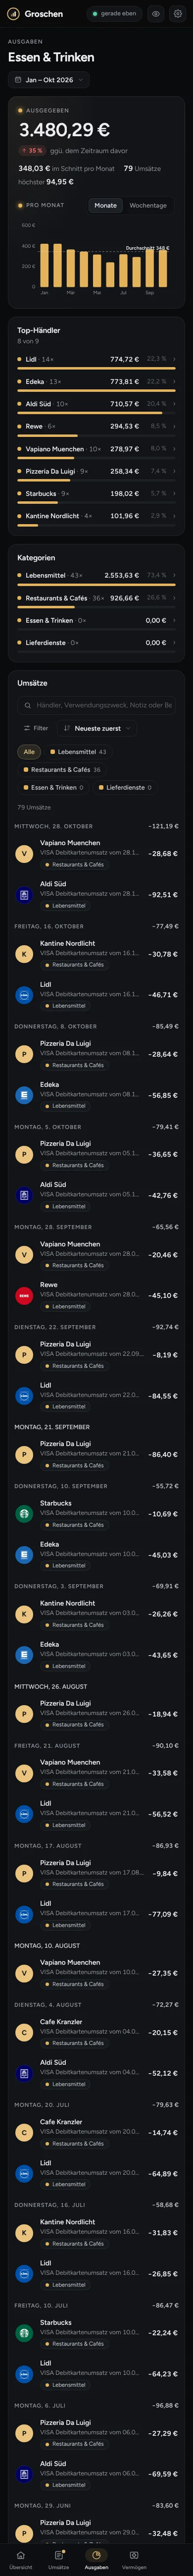 Groschen
gerade eben
AUSGABEN
Essen & Trinken
Jan – Okt 2026
AUSGEGEBEN
3.480,29 €
↑ 35 % ggü. dem Zeitraum davor
348,03 € im Schnitt pro Monat 79 Umsätze
höchster 94,95 €
PRO MONAT
Monate
Wochentage
600 €
400 €
200 €
0
Durchschnitt 348 €
Jan
Mär
Mai
Jul
Sep
Top-Händler
8 von 9
Lidl · 14× 774,72 € 22,3 %
Edeka · 13× 773,81 € 22,2 %
Aldi Süd · 10× 710,57 € 20,4 %
Rewe · 6× 294,53 € 8,5 %
Vapiano Muenchen · 10× 278,97 € 8,0 %
Pizzeria Da Luigi · 9× 258,34 € 7,4 %
Starbucks · 9× 198,02 € 5,7 %
Kantine Nordlicht · 4× 101,96 € 2,9 %
Kategorien
Lebensmittel · 43× 2.553,63 € 73,4 %
Restaurants & Cafés · 36× 926,66 € 26,6 %
Essen & Trinken · 0× 0,00 €
Lieferdienste · 0× 0,00 €
Umsätze
Händler, Verwendungszweck, Notiz oder Be
Filter
Neueste zuerst
Alle
Lebensmittel 43
Restaurants & Cafés 36
Essen & Trinken 0
Lieferdienste 0
79 Umsätze
MITTWOCH, 28. OKTOBER −121,19 €
Vapiano Muenchen
VISA Debitkartenumsatz vom 28.1… −28,68 €
Restaurants & Cafés
Aldi Süd
VISA Debitkartenumsatz vom 28.1… −92,51 €
Lebensmittel
FREITAG, 16. OKTOBER −77,49 €
Kantine Nordlicht
VISA Debitkartenumsatz vom 16.1… −30,78 €
Restaurants & Cafés
Lidl
VISA Debitkartenumsatz vom 16.1… −46,71 €
Lebensmittel
DONNERSTAG, 8. OKTOBER −85,49 €
Pizzeria Da Luigi
VISA Debitkartenumsatz vom 08.1… −28,64 €
Restaurants & Cafés
Edeka
VISA Debitkartenumsatz vom 08.1… −56,85 €
Lebensmittel
MONTAG, 5. OKTOBER −79,41 €
Pizzeria Da Luigi
VISA Debitkartenumsatz vom 05.1… −36,65 €
Restaurants & Cafés
Aldi Süd
VISA Debitkartenumsatz vom 05.1… −42,76 €
Lebensmittel
MONTAG, 28. SEPTEMBER −65,56 €
Vapiano Muenchen
VISA Debitkartenumsatz vom 28.0… −20,46 €
Restaurants & Cafés
Rewe
VISA Debitkartenumsatz vom 28.0… −45,10 €
Lebensmittel
DIENSTAG, 22. SEPTEMBER −92,74 €
Pizzeria Da Luigi
VISA Debitkartenumsatz vom 22.09… −8,19 €
Restaurants & Cafés
Lidl
VISA Debitkartenumsatz vom 22.0… −84,55 €
Lebensmittel
MONTAG, 21. SEPTEMBER
Pizzeria Da Luigi
VISA Debitkartenumsatz vom 21.0… −86,40 €
Restaurants & Cafés
DONNERSTAG, 10. SEPTEMBER −55,72 €
Starbucks
VISA Debitkartenumsatz vom 10.0… −10,69 €
Restaurants & Cafés
Edeka
VISA Debitkartenumsatz vom 10.0… −45,03 €
Lebensmittel
DONNERSTAG, 3. SEPTEMBER −69,91 €
Kantine Nordlicht
VISA Debitkartenumsatz vom 03.0… −26,26 €
Restaurants & Cafés
Edeka
VISA Debitkartenumsatz vom 03.0… −43,65 €
Lebensmittel
MITTWOCH, 26. AUGUST
Pizzeria Da Luigi
VISA Debitkartenumsatz vom 26.0… −18,94 €
Restaurants & Cafés
FREITAG, 21. AUGUST −90,10 €
Vapiano Muenchen
VISA Debitkartenumsatz vom 21.0… −33,58 €
Restaurants & Cafés
Lidl
VISA Debitkartenumsatz vom 21.0… −56,52 €
Lebensmittel
MONTAG, 17. AUGUST −86,93 €
Pizzeria Da Luigi
VISA Debitkartenumsatz vom 17.08… −9,84 €
Restaurants & Cafés
Lidl
VISA Debitkartenumsatz vom 17.0… −77,09 €
Lebensmittel
MONTAG, 10. AUGUST
Vapiano Muenchen
VISA Debitkartenumsatz vom 10.0… −27,35 €
Restaurants & Cafés
DIENSTAG, 4. AUGUST −72,27 €
Cafe Kranzler
VISA Debitkartenumsatz vom 04.0… −20,15 €
Restaurants & Cafés
Aldi Süd
VISA Debitkartenumsatz vom 04.0… −52,12 €
Lebensmittel
MONTAG, 20. JULI −79,63 €
Cafe Kranzler
VISA Debitkartenumsatz vom 20.0… −14,74 €
Restaurants & Cafés
Lidl
VISA Debitkartenumsatz vom 20.0… −64,89 €
Lebensmittel
DONNERSTAG, 16. JULI −58,68 €
Kantine Nordlicht
VISA Debitkartenumsatz vom 16.0… −31,83 €
Restaurants & Cafés
Lidl
VISA Debitkartenumsatz vom 16.0… −26,85 €
Lebensmittel
FREITAG, 10. JULI −86,47 €
Starbucks
VISA Debitkartenumsatz vom 10.0… −22,24 €
Restaurants & Cafés
Lidl
VISA Debitkartenumsatz vom 10.0… −64,23 €
Lebensmittel
MONTAG, 6. JULI −96,88 €
Pizzeria Da Luigi
VISA Debitkartenumsatz vom 06.0… −27,29 €
Restaurants & Cafés
Aldi Süd
VISA Debitkartenumsatz vom 06.0… −69,59 €
Lebensmittel
MONTAG, 29. JUNI −83,60 €
Pizzeria Da Luigi
VISA Debitkartenumsatz vom 29.0… −32,48 €
Übersicht
Umsätze
Ausgaben
Vermögen